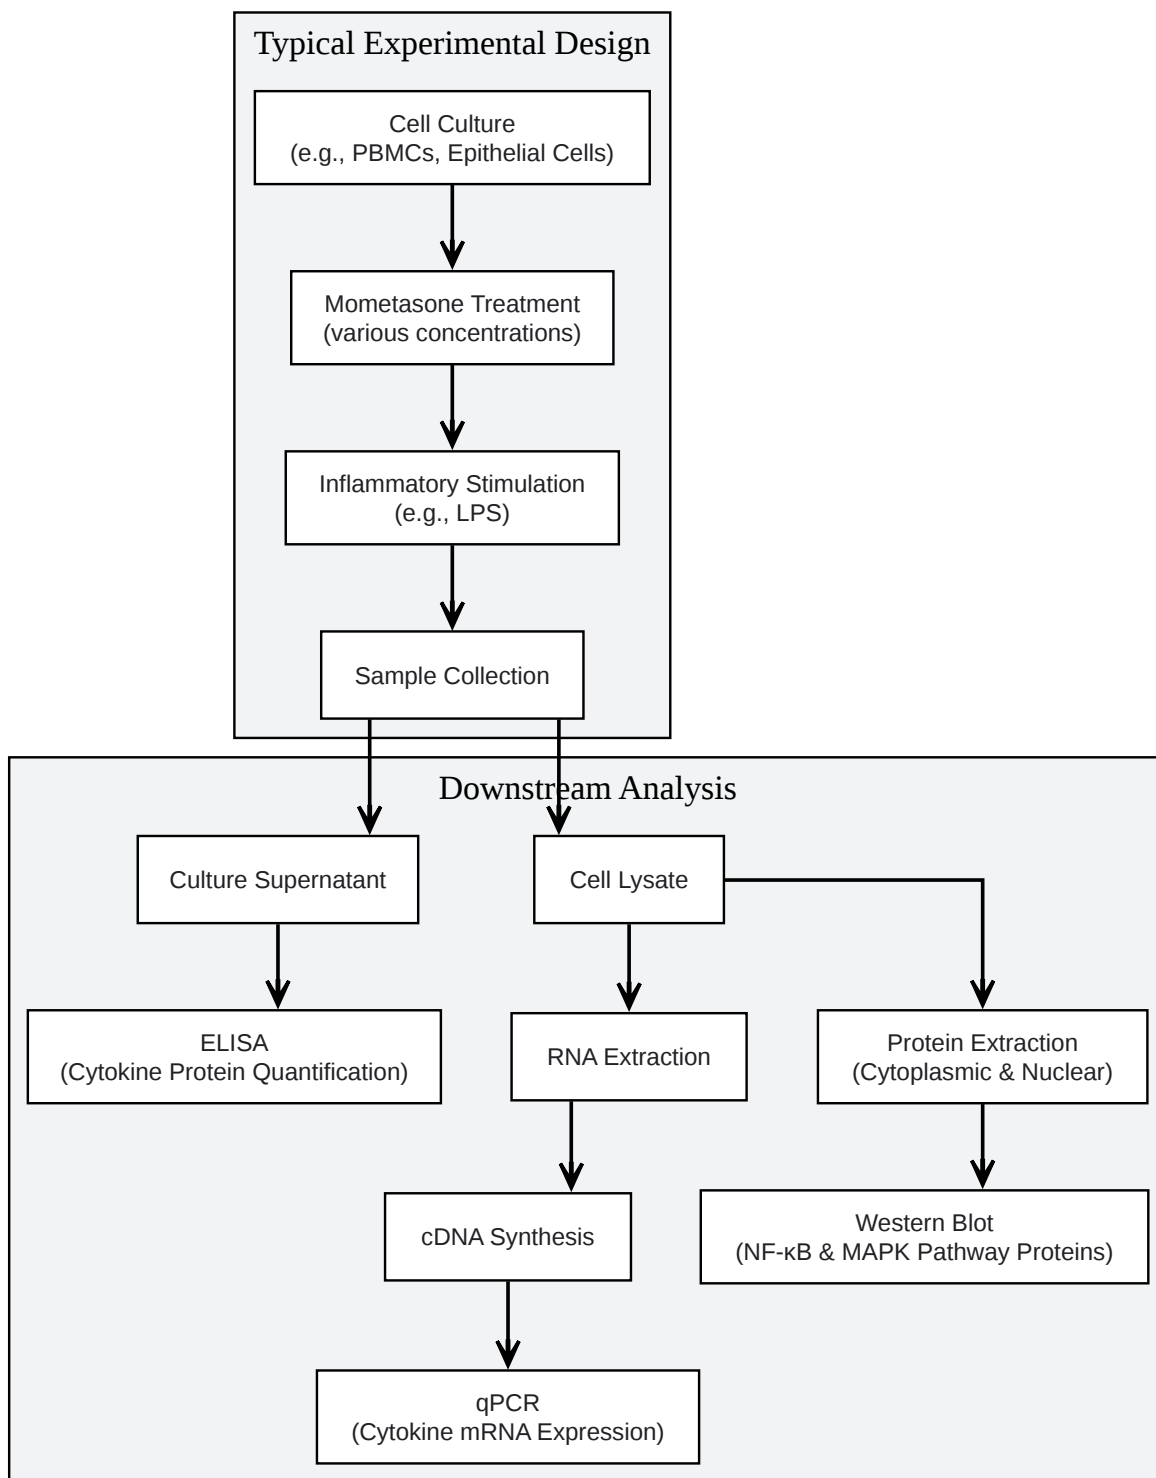 Typical Experimental Design
Cell Culture
(e.g., PBMCs, Epithelial Cells)
Mometasone Treatment
(various concentrations)
Inflammatory Stimulation
(e.g., LPS)
Sample Collection
Downstream Analysis
Culture Supernatant
Cell Lysate
ELISA
(Cytokine Protein Quantification)
RNA Extraction
Protein Extraction
(Cytoplasmic & Nuclear)
cDNA Synthesis
Western Blot
(NF-κB & MAPK Pathway Proteins)
qPCR
(Cytokine mRNA Expression)